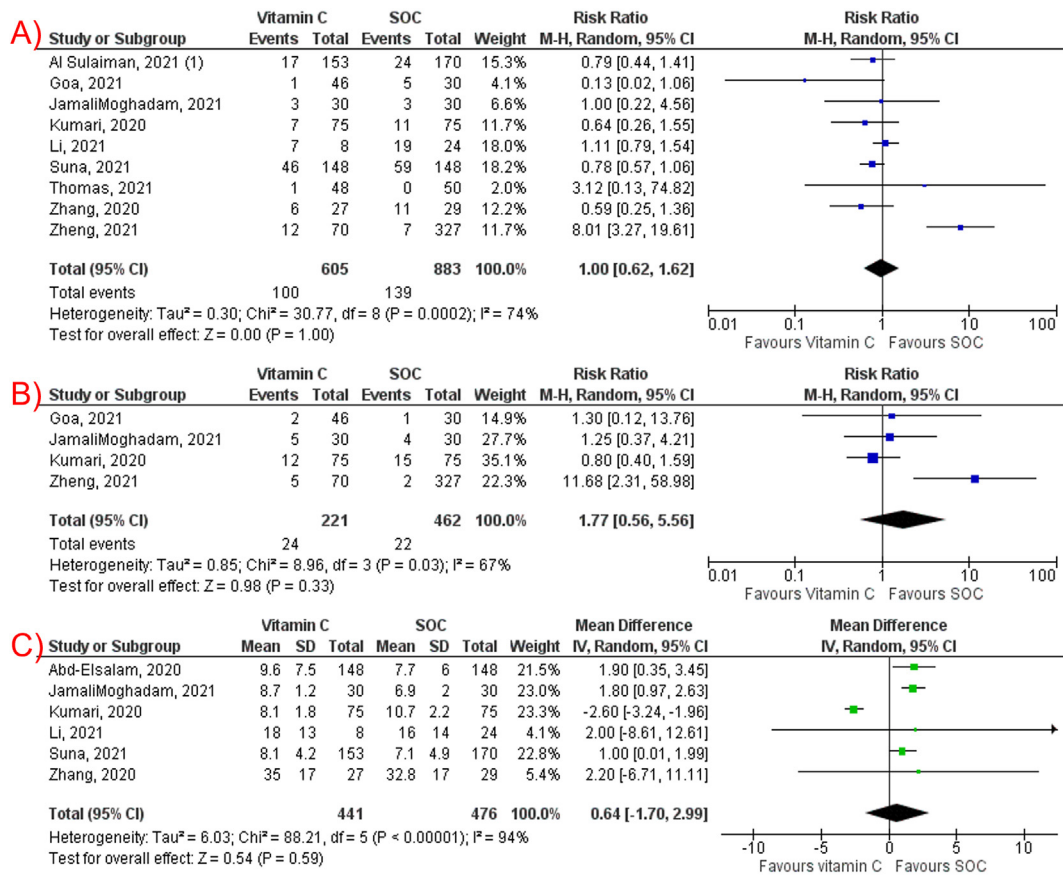 A)
Vitamin C SOC Risk Ratio Risk Ratio
Study or Subgroup Events Total Events Total Weight M-H, Random, 95% CI M-H, Random, 95% CI
Al Sulaiman, 2021 (1) 17 153 24 170 15.3% 0.79 [0.44, 1.41]
Goa, 2021 1 46 5 30 4.1% 0.13 [0.02, 1.06]
JamaliMoghadam, 2021 3 30 3 30 6.6% 1.00 [0.22, 4.56]
Kumari, 2020 7 75 11 75 11.7% 0.64 [0.26, 1.55]
Li, 2021 7 8 19 24 18.0% 1.11 [0.79, 1.54]
Suna, 2021 46 148 59 148 18.2% 0.78 [0.57, 1.06]
Thomas, 2021 1 48 0 50 2.0% 3.12 [0.13, 74.82]
Zhang, 2020 6 27 11 29 12.2% 0.59 [0.25, 1.36]
Zheng, 2021 12 70 7 327 11.7% 8.01 [3.27, 19.61]
Total (95% CI) 605 883 100.0% 1.00 [0.62, 1.62]
Total events 100 139
Heterogeneity: Tau² = 0.30; Chi² = 30.77, df = 8 (P = 0.0002); I² = 74%
Test for overall effect: Z = 0.00 (P = 1.00)
0.01 0.1 1 10 100
Favours Vitamin C Favours SOC
B)
Vitamin C SOC Risk Ratio Risk Ratio
Study or Subgroup Events Total Events Total Weight M-H, Random, 95% CI M-H, Random, 95% CI
Goa, 2021 2 46 1 30 14.9% 1.30 [0.12, 13.76]
JamaliMoghadam, 2021 5 30 4 30 27.7% 1.25 [0.37, 4.21]
Kumari, 2020 12 75 15 75 35.1% 0.80 [0.40, 1.59]
Zheng, 2021 5 70 2 327 22.3% 11.68 [2.31, 58.98]
Total (95% CI) 221 462 100.0% 1.77 [0.56, 5.56]
Total events 24 22
Heterogeneity: Tau² = 0.85; Chi² = 8.96, df = 3 (P = 0.03); I² = 67%
Test for overall effect: Z = 0.98 (P = 0.33)
0.01 0.1 1 10 100
Favours Vitamin C Favours SOC
C)
Vitamin C SOC Mean Difference Mean Difference
Study or Subgroup Mean SD Total Mean SD Total Weight IV, Random, 95% CI IV, Random, 95% CI
Abd-Elsalam, 2020 9.6 7.5 148 7.7 6 148 21.5% 1.90 [0.35, 3.45]
JamaliMoghadam, 2021 8.7 1.2 30 6.9 2 30 23.0% 1.80 [0.97, 2.63]
Kumari, 2020 8.1 1.8 75 10.7 2.2 75 23.3% -2.60 [-3.24, -1.96]
Li, 2021 18 13 8 16 14 24 4.1% 2.00 [-8.61, 12.61]
Suna, 2021 8.1 4.2 153 7.1 4.9 170 22.8% 1.00 [0.01, 1.99]
Zhang, 2020 35 17 27 32.8 17 29 5.4% 2.20 [-6.71, 11.11]
Total (95% CI) 441 476 100.0% 0.64 [-1.70, 2.99]
Heterogeneity: Tau² = 6.03; Chi² = 88.21, df = 5 (P < 0.00001); I² = 94%
Test for overall effect: Z = 0.54 (P = 0.59)
-10 -5 0 5 10
Favours vitamin C Favours SOC